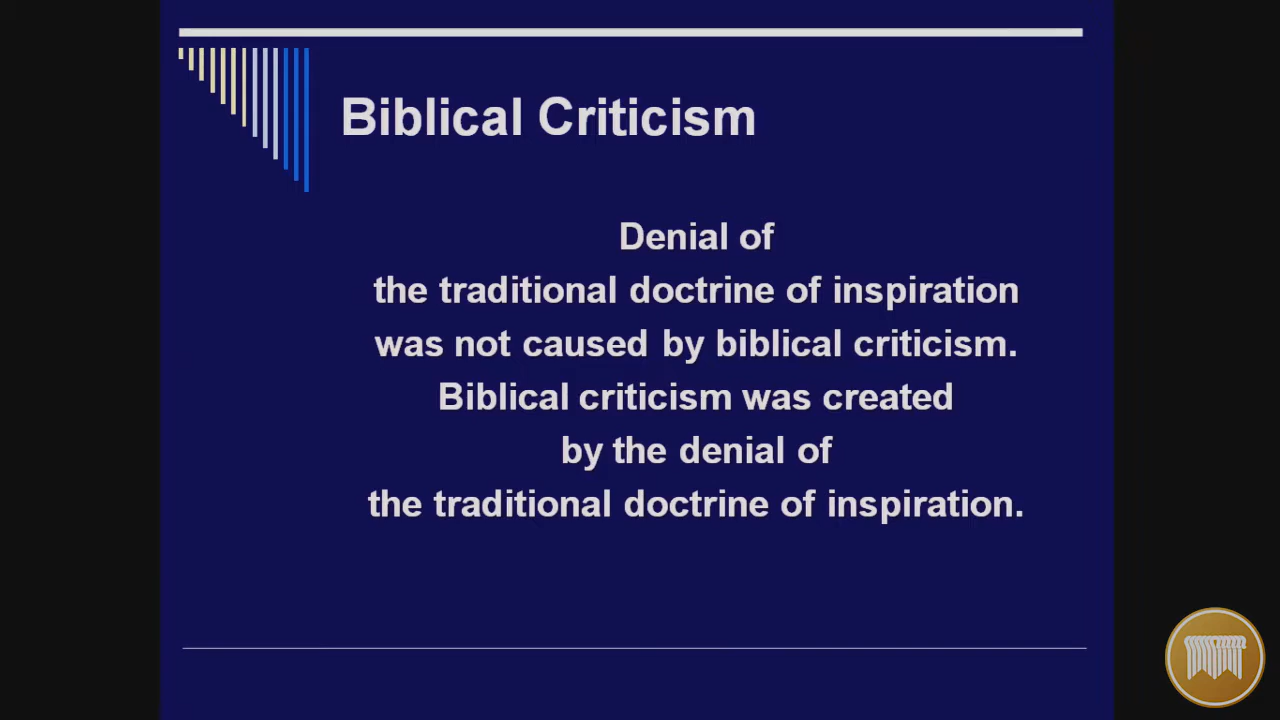 Biblical Criticism
Denial of
the traditional doctrine of inspiration
was not caused by biblical criticism.
Biblical criticism was created
by the denial of
the traditional doctrine of inspiration.